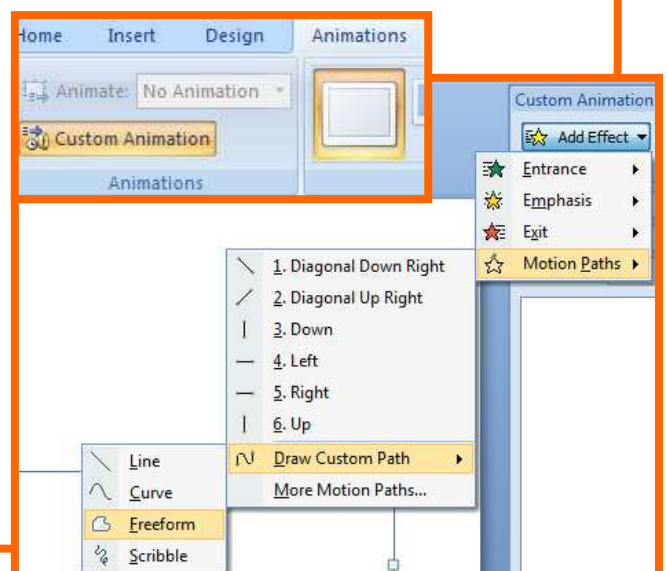 Home Insert Design Animations
Animate: No Animation
Custom Animation
Animations
Custom Animation
Add Effect
Entrance
Emphasis
Exit
Motion Paths
1. Diagonal Down Right
2. Diagonal Up Right
3. Down
4. Left
5. Right
6. Up
Draw Custom Path
More Motion Paths...
Line
Curve
Freeform
Scribble